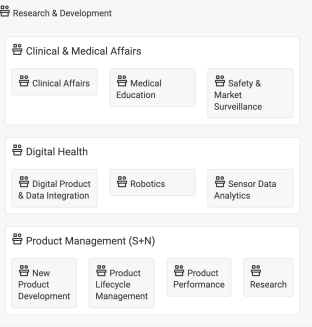 Research & Development
Clinical & Medical Affairs
Clinical Affairs
Medical
Education
Safety &
Market
Surveillance
Digital Health
Digital Product
& Data Integration
Robotics
Sensor Data
Analytics
Product Management (S+N)
New
Product
Development
Product
Lifecycle
Management
Product
Performance
Research